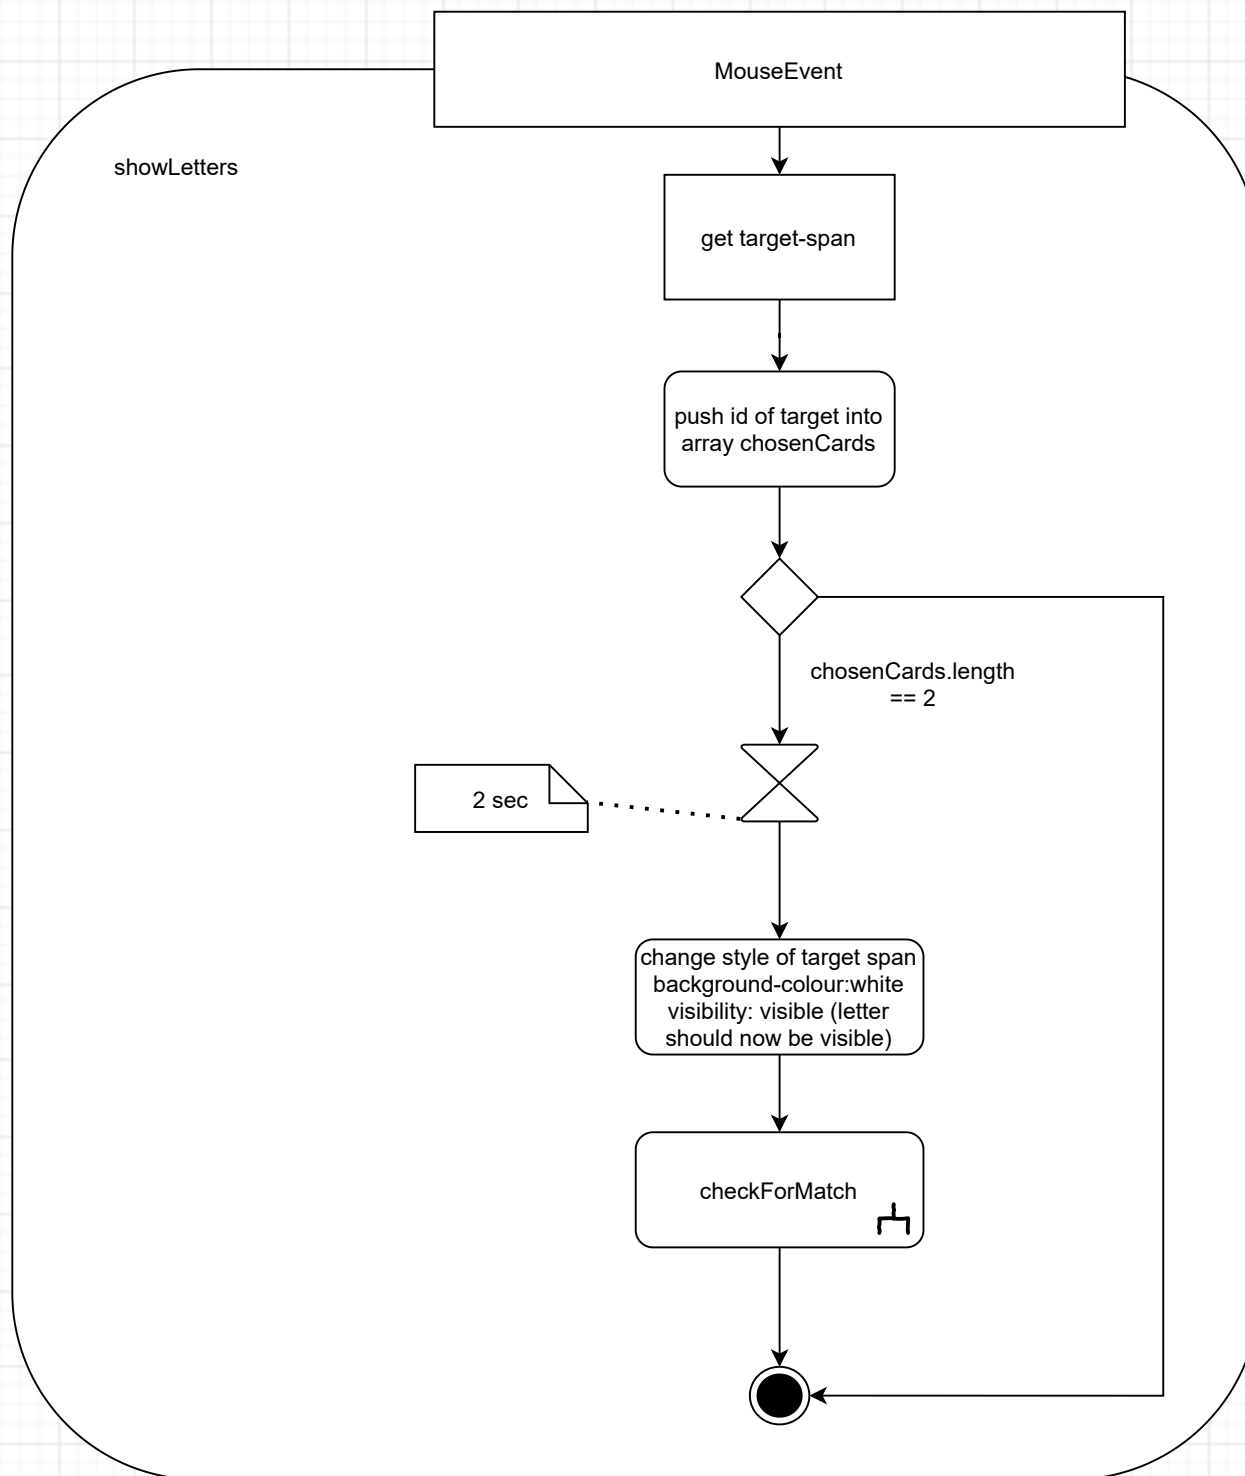 MouseEvent
showLetters
get target-span
push id of target into
array chosenCards
chosenCards.length
== 2
2 sec
change style of target span
background-colour:white
visibility: visible (letter
should now be visible)
checkForMatch